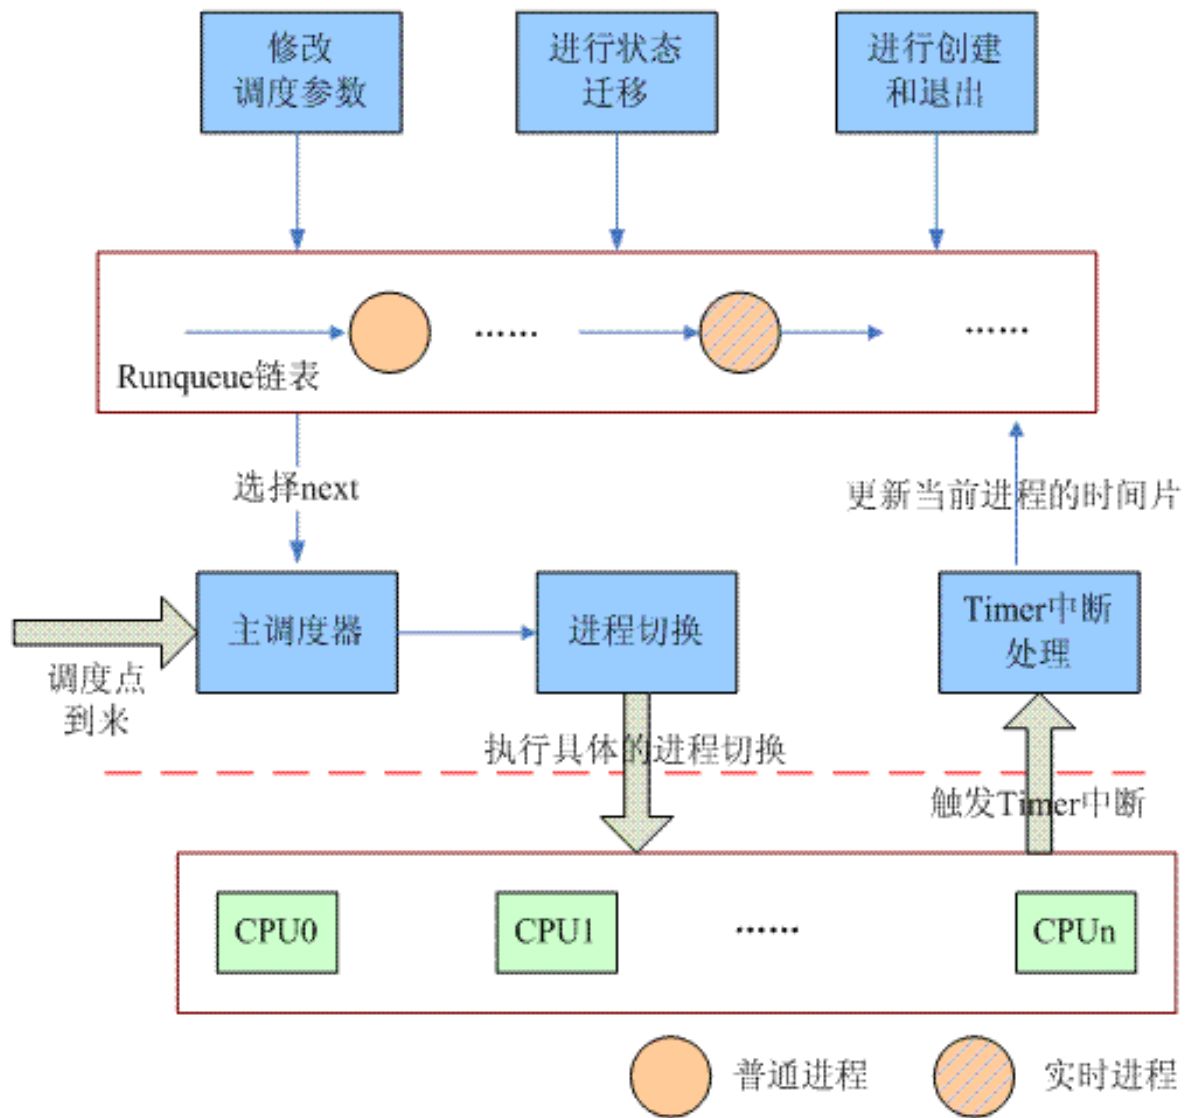 修改
调度参数
进行状态
迁移
进行创建
和退出
……
……
Runqueue链表
选择next
更新当前进程的时间片
主调度器
进程切换
Timer中断
处理
调度点
到来
执行具体的进程切换
触发Timer中断
CPU0
CPU1
……
CPUn
普通进程
实时进程